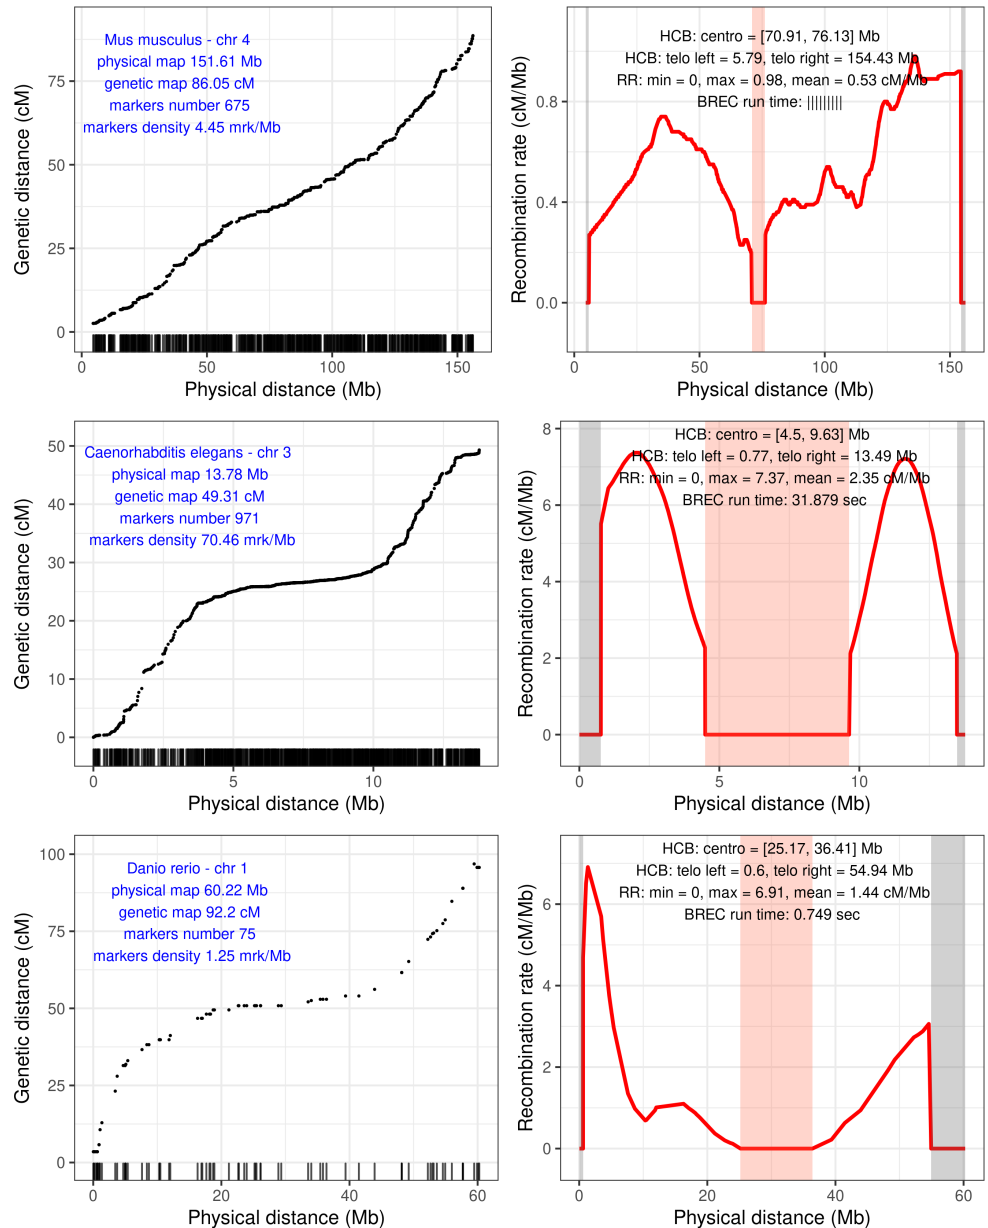 Mus musculus - chr 4
physical map 151.61 Mb
genetic map 86.05 cM
markers number 675
markers density 4.45 mrk/Mb
Genetic distance (cM)
75
50
25
0
0 50 100 150
Physical distance (Mb)
HCB: centro = [70.91, 76.13] Mb
HCB: telo left = 5.79, telo right = 154.43 Mb
RR: min = 0, max = 0.98, mean = 0.53 cM/Mb
BREC run time: |||||||||
Recombination rate (cM/Mb)
0.8
0.4
0.0
0 50 100 150
Physical distance (Mb)
Caenorhabditis elegans - chr 3
physical map 13.78 Mb
genetic map 49.31 cM
markers number 971
markers density 70.46 mrk/Mb
Genetic distance (cM)
50
40
30
20
10
0
0 5 10
Physical distance (Mb)
HCB: centro = [4.5, 9.63] Mb
HCB: telo left = 0.77, telo right = 13.49 Mb
RR: min = 0, max = 7.37, mean = 2.35 cM/Mb
BREC run time: 31.879 sec
Recombination rate (cM/Mb)
8
6
4
2
0
0 5 10
Physical distance (Mb)
Danio rerio - chr 1
physical map 60.22 Mb
genetic map 92.2 cM
markers number 75
markers density 1.25 mrk/Mb
Genetic distance (cM)
100
75
50
25
0
0 20 40 60
Physical distance (Mb)
HCB: centro = [25.17, 36.41] Mb
HCB: telo left = 0.6, telo right = 54.94 Mb
RR: min = 0, max = 6.91, mean = 1.44 cM/Mb
BREC run time: 0.749 sec
Recombination rate (cM/Mb)
6
4
2
0
0 20 40 60
Physical distance (Mb)